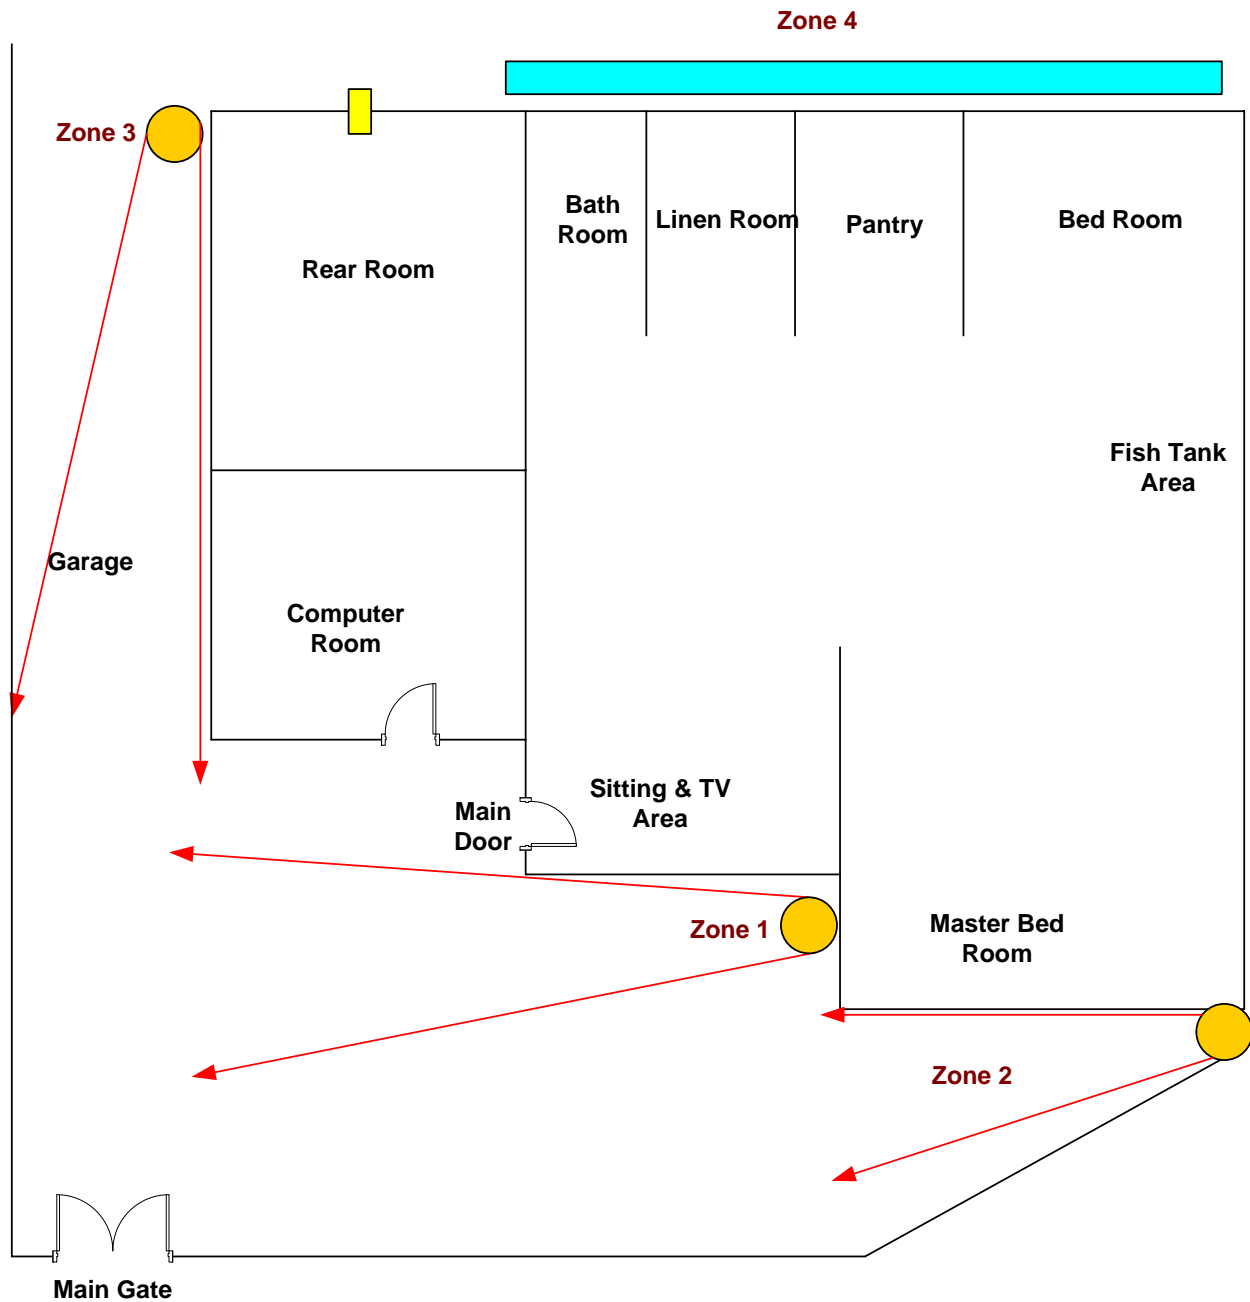 Zone 4
Zone 3
Bath
Room
Linen Room
Pantry
Bed Room
Rear Room
Fish Tank
Area
Garage
Computer
Room
Sitting & TV
Area
Main
Door
Zone 1
Master Bed
Room
Zone 2
Main Gate